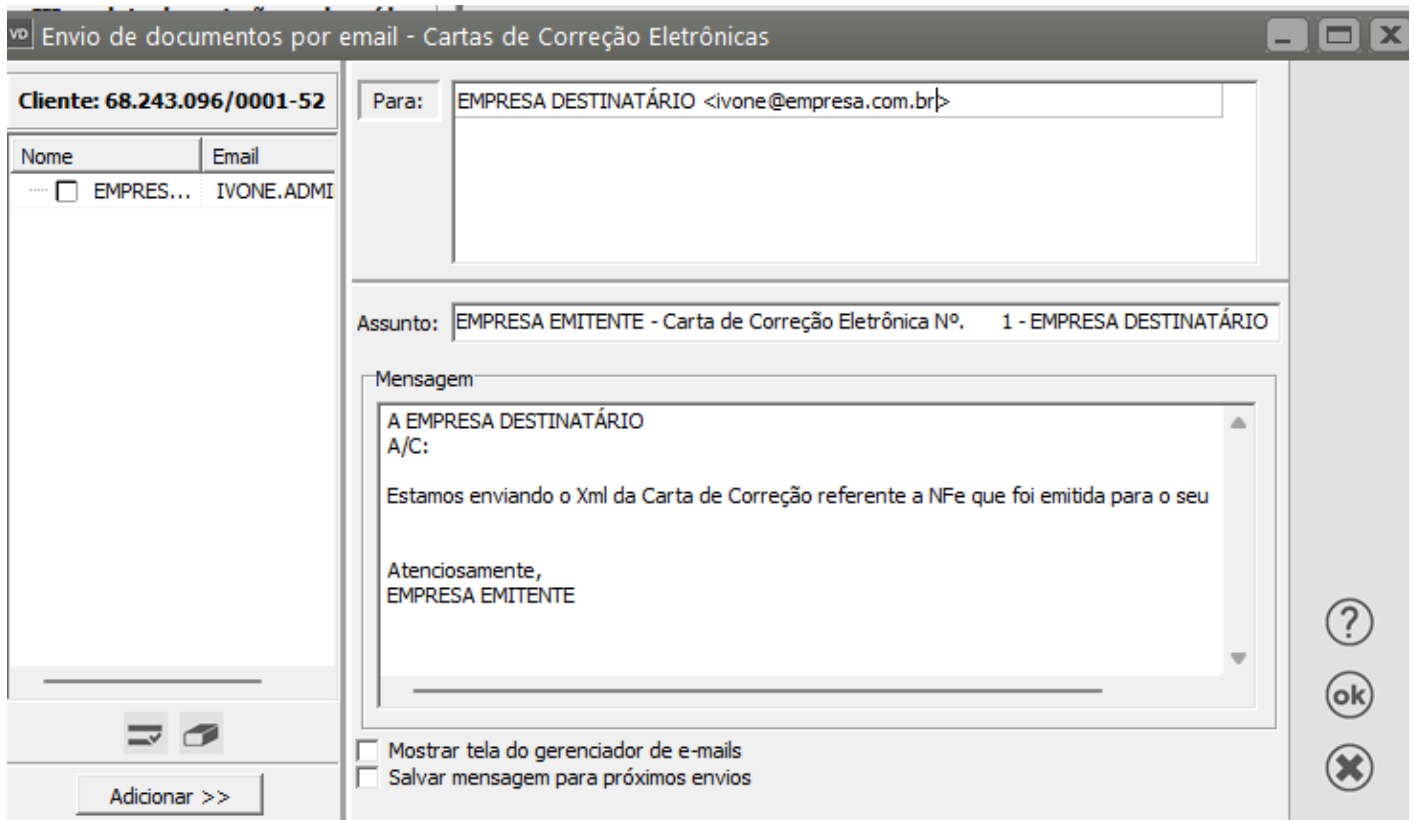 VD Envio de documentos por email - Cartas de Correção Eletrônicas
Cliente: 68.243.096/0001-52
Nome Email
EMPRES... IVONE.ADMI
Adicionar >>
Para: EMPRESA DESTINATÁRIO <ivone@empresa.com.br>
Assunto: EMPRESA EMITENTE - Carta de Correção Eletrônica Nº. 1 - EMPRESA DESTINATÁRIO
Mensagem
A EMPRESA DESTINATÁRIO
A/C:
Estamos enviando o Xml da Carta de Correção referente a NFe que foi emitida para o seu
Atenciosamente,
EMPRESA EMITENTE
Mostrar tela do gerenciador de e-mails
Salvar mensagem para próximos envios
?
ok